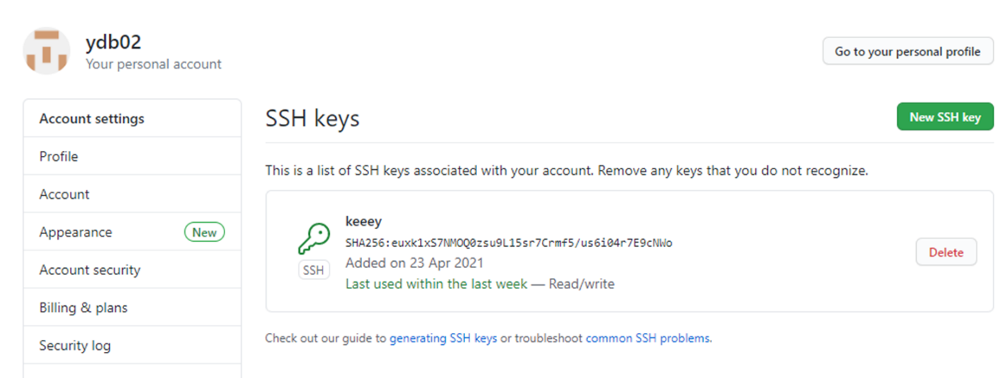 ydb02
Your personal account
Go to your personal profile
Account settings
Profile
Account
Appearance New
Account security
Billing & plans
Security log
SSH keys
New SSH key
This is a list of SSH keys associated with your account. Remove any keys that you do not recognize.
keeey
SHA256:euxk1xS7NMOQ0zsu9L15sr7Crmf5/us6i04r7E9cNWo
Added on 23 Apr 2021
Last used within the last week — Read/write
SSH
Delete
Check out our guide to generating SSH keys or troubleshoot common SSH problems.